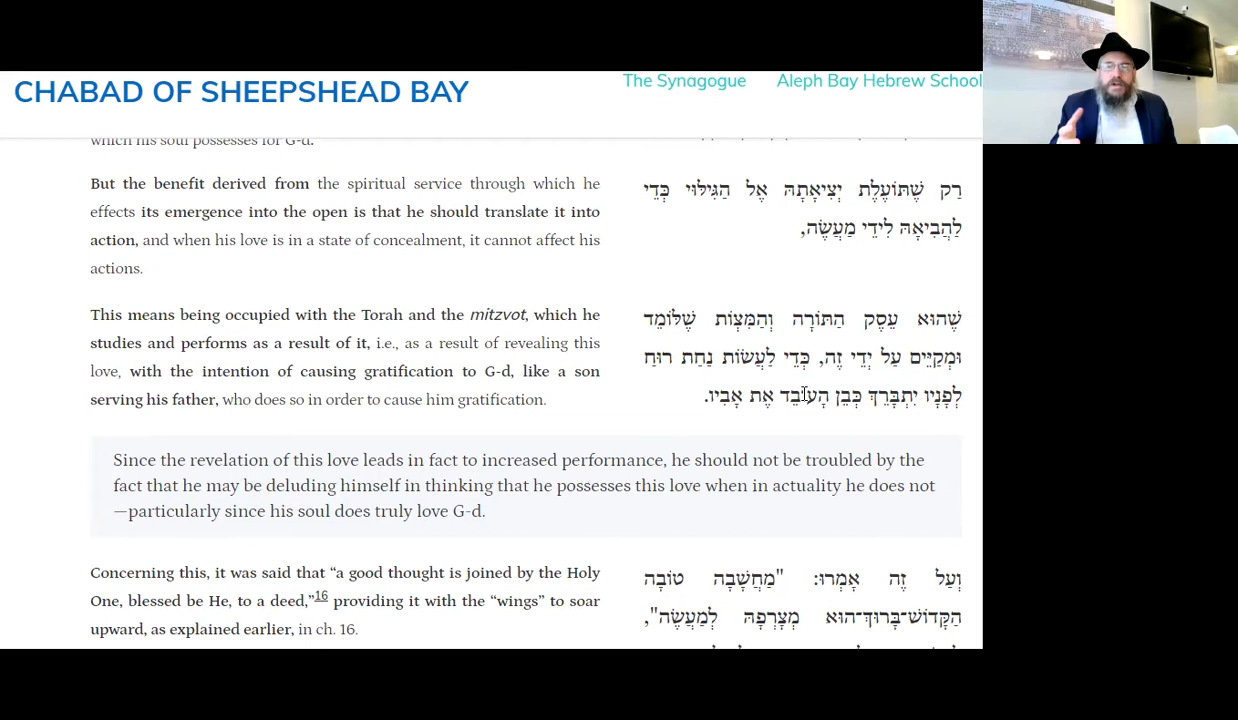 CHABAD OF SHEEPSHEAD BAY
The Synagogue
Aleph Bay Hebrew School
which his soul possesses for G-d.
But the benefit derived from the spiritual service through which he
effects its emergence into the open is that he should translate it into
action, and when his love is in a state of concealment, it cannot affect his
actions.
רַק שֶׁתּוֹעֶלֶת יְצִיאָתָהּ אֶל הַגִּילּוּי כְּדֵי
לַהֲבִיאָהּ לִידֵי מַעֲשֶׂה,
This means being occupied with the Torah and the mitzvot, which he
studies and performs as a result of it, i.e., as a result of revealing this
love, with the intention of causing gratification to G-d, like a son
serving his father, who does so in order to cause him gratification.
שֶׁהוּא עֵסֶק הַתּוֹרָה וְהַמִּצְוֹת שֶׁלּוֹמֵד
וּמְקַיֵּים עַל יְדֵי זֶה, כְּדֵי לַעֲשׂוֹת נַחַת רוּחַ
לְפָנָיו יִתְבָּרֵךְ כְּבֵן הָעוֹבֵד אֶת אָבִיו.
Since the revelation of this love leads in fact to increased performance, he should not be troubled by the
fact that he may be deluding himself in thinking that he possesses this love when in actuality he does not
—particularly since his soul does truly love G-d.
Concerning this, it was said that “a good thought is joined by the Holy
One, blessed be He, to a deed,”16 providing it with the “wings” to soar
upward, as explained earlier, in ch. 16.
וְעַל זֶה אָמְרוּ: "מַחֲשָׁבָה טוֹבָה
הַקָּדוֹשׁ־בָּרוּךְ־הוּא מְצָרְפָהּ לְמַעֲשֶׂה",